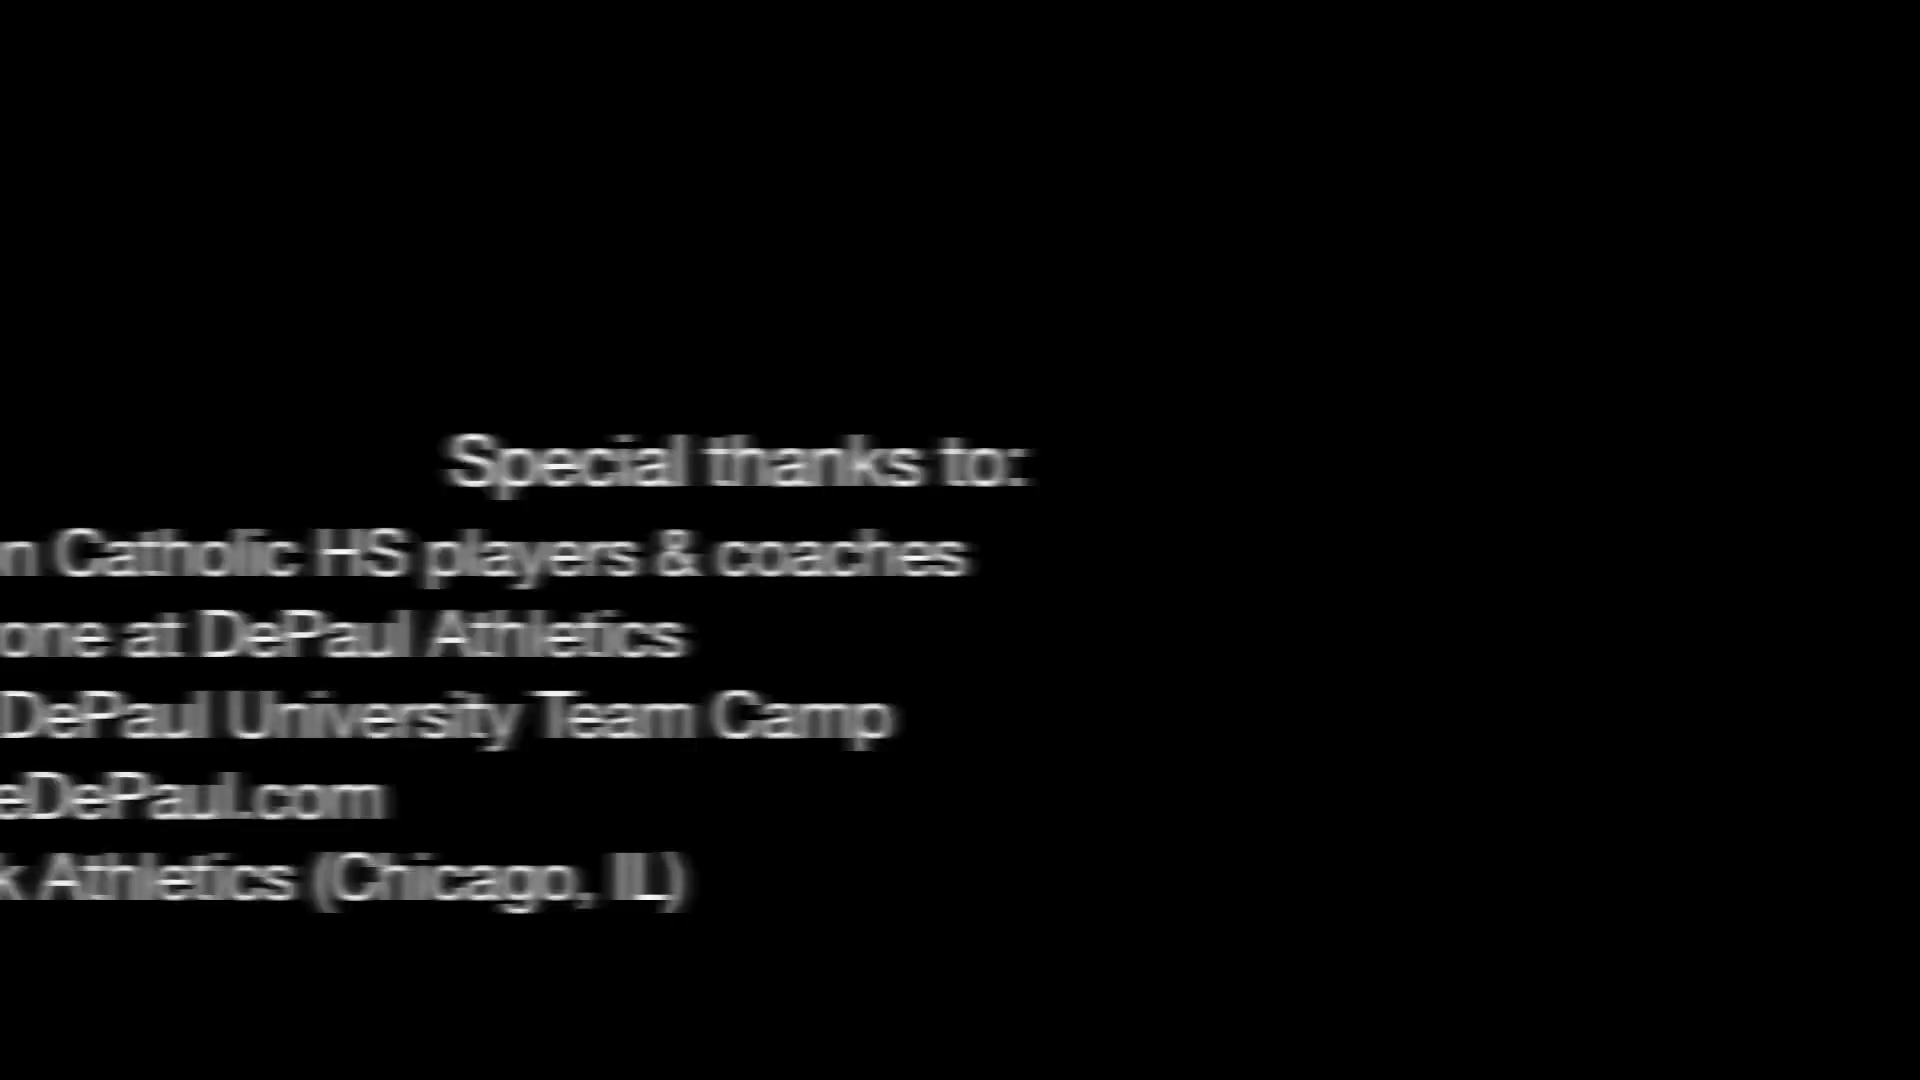 Special thanks to:
n Catholic HS players & coaches
one at DePaul Athletics
DePaul University Team Camp
eDePaul.com
k Athletics (Chicago, IL)